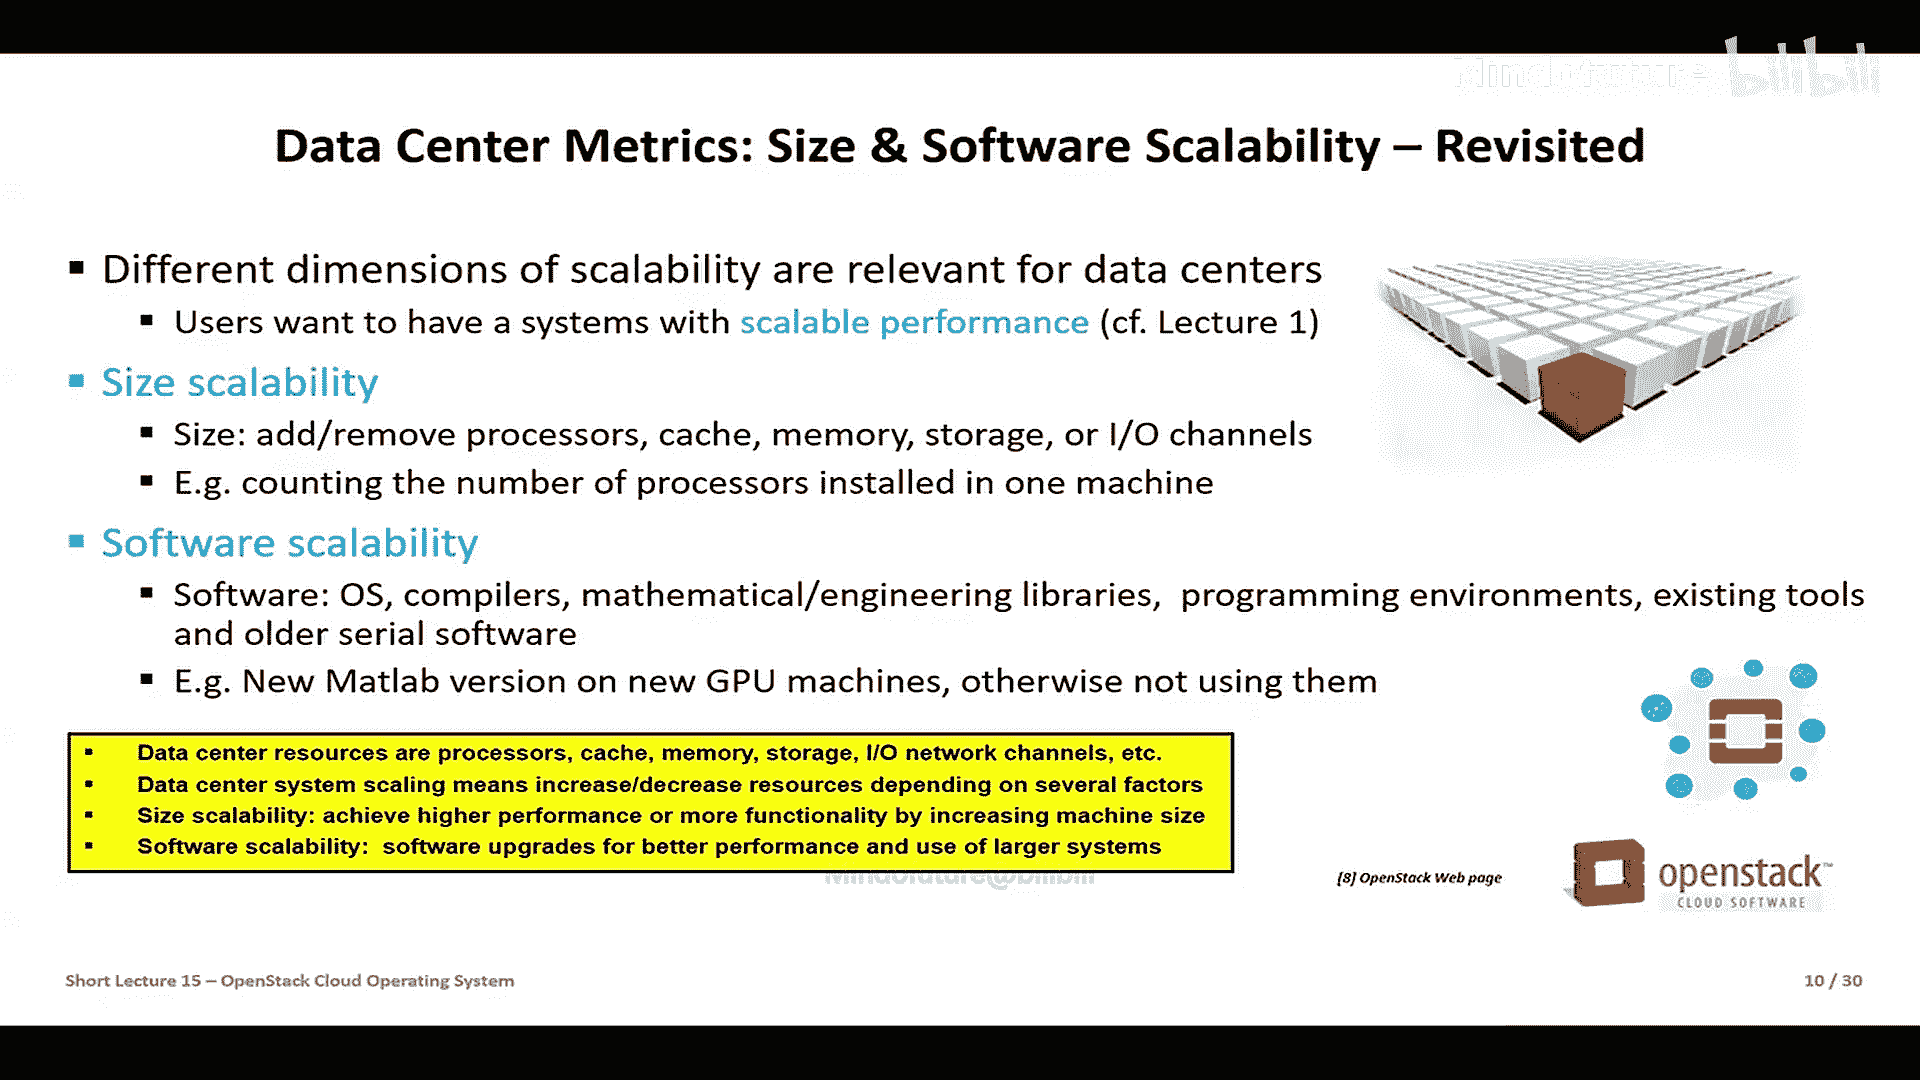 Mindofuture bilibili
Data Center Metrics: Size & Software Scalability – Revisited
▪ Different dimensions of scalability are relevant for data centers
▪ Users want to have a systems with scalable performance (cf. Lecture 1)
▪ Size scalability
▪ Size: add/remove processors, cache, memory, storage, or I/O channels
▪ E.g. counting the number of processors installed in one machine
▪ Software scalability
▪ Software: OS, compilers, mathematical/engineering libraries, programming environments, existing tools
and older serial software
▪ E.g. New Matlab version on new GPU machines, otherwise not using them
▪ Data center resources are processors, cache, memory, storage, I/O network channels, etc.
▪ Data center system scaling means increase/decrease resources depending on several factors
▪ Size scalability: achieve higher performance or more functionality by increasing machine size
▪ Software scalability: software upgrades for better performance and use of larger systems
Mindofuture@bilibili
[8] OpenStack Web page
openstack™
CLOUD SOFTWARE
Short Lecture 15 – OpenStack Cloud Operating System
10 / 30